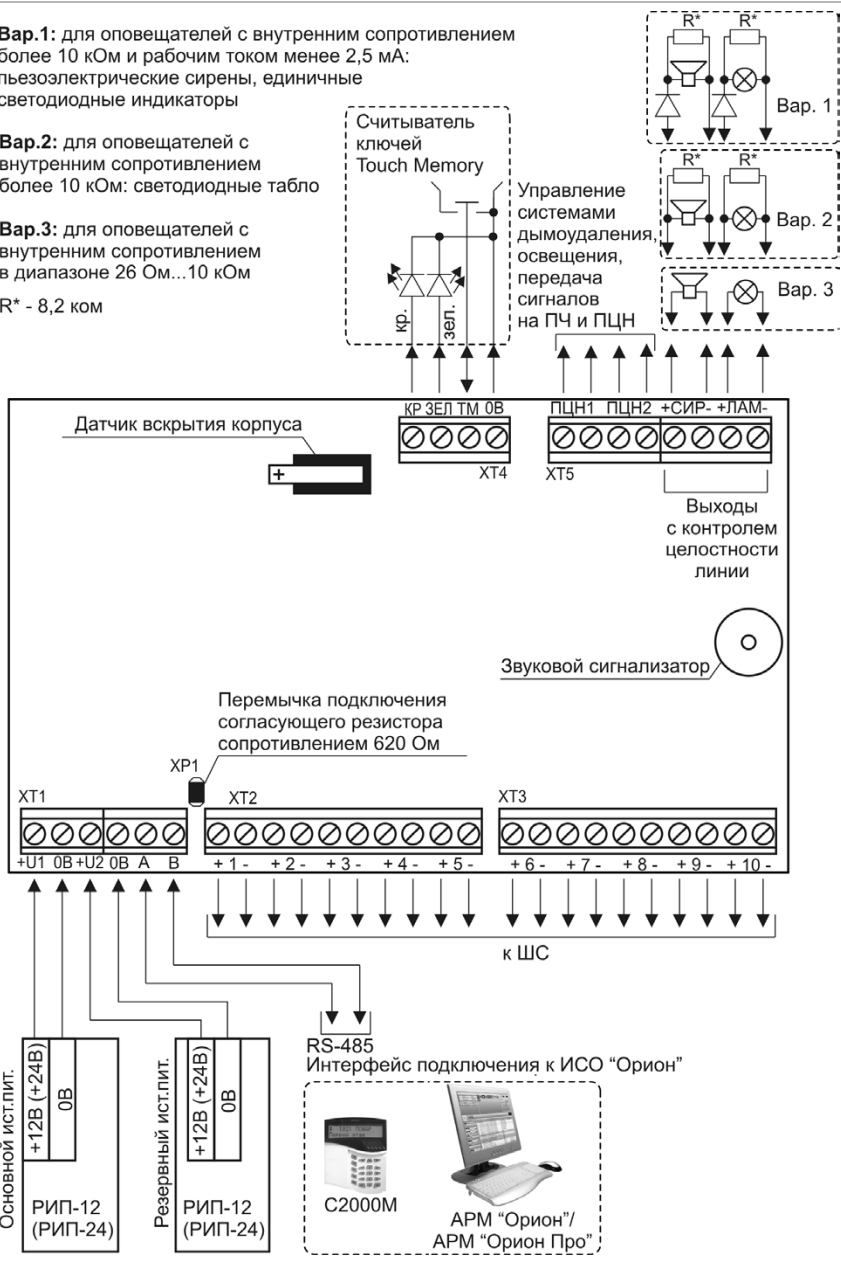 Вар.1: для оповещателей с внутренним сопротивлением
более 10 кОм и рабочим током менее 2,5 мА:
пьезоэлектрические сирены, единичные
светодиодные индикаторы
Вар.2: для оповещателей с
внутренним сопротивлением
более 10 кОм: светодиодные табло
Вар.3: для оповещателей с
внутренним сопротивлением
в диапазоне 26 Ом...10 кОм
R* - 8,2 ком
Считыватель
ключей
Touch Memory
кр.
зел.
Управление
системами
дымоудаления,
освещения,
передача
сигналов
на ПЧ и ПЦН
R* R*
Вар. 1
R* R*
Вар. 2
Вар. 3
КР ЗЕЛ ТМ 0В
XT4
ПЦН1 ПЦН2 +СИР- +ЛАМ-
XT5
Датчик вскрытия корпуса
+
Выходы
с контролем
целостности
линии
Звуковой сигнализатор
Перемычка подключения
согласующего резистора
сопротивлением 620 Ом
XP1
XT1
XT2
XT3
+U1 0В +U2 0В А В
+ 1 - + 2 - + 3 - + 4 - + 5 -
+ 6 - + 7 - + 8 - + 9 - + 10 -
к ШС
RS-485
Интерфейс подключения к ИСО “Орион”
Основной ист.пит.
+12В (+24В)
0В
РИП-12
(РИП-24)
Резервный ист.пит.
+12В (+24В)
0В
РИП-12
(РИП-24)
С2000М
АРМ “Орион”/
АРМ “Орион Про”